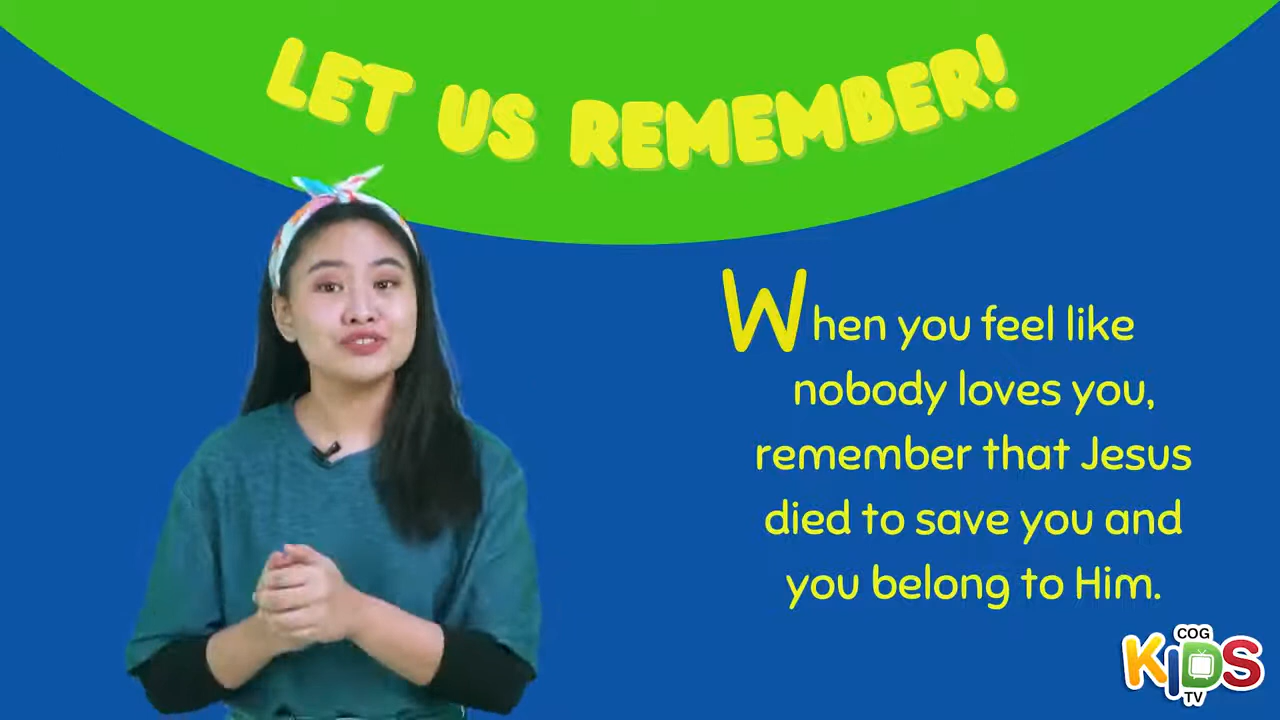 LET US REMEMBER!
When you feel like
nobody loves you,
remember that Jesus
died to save you and
you belong to Him.
COG
KiDS
TV